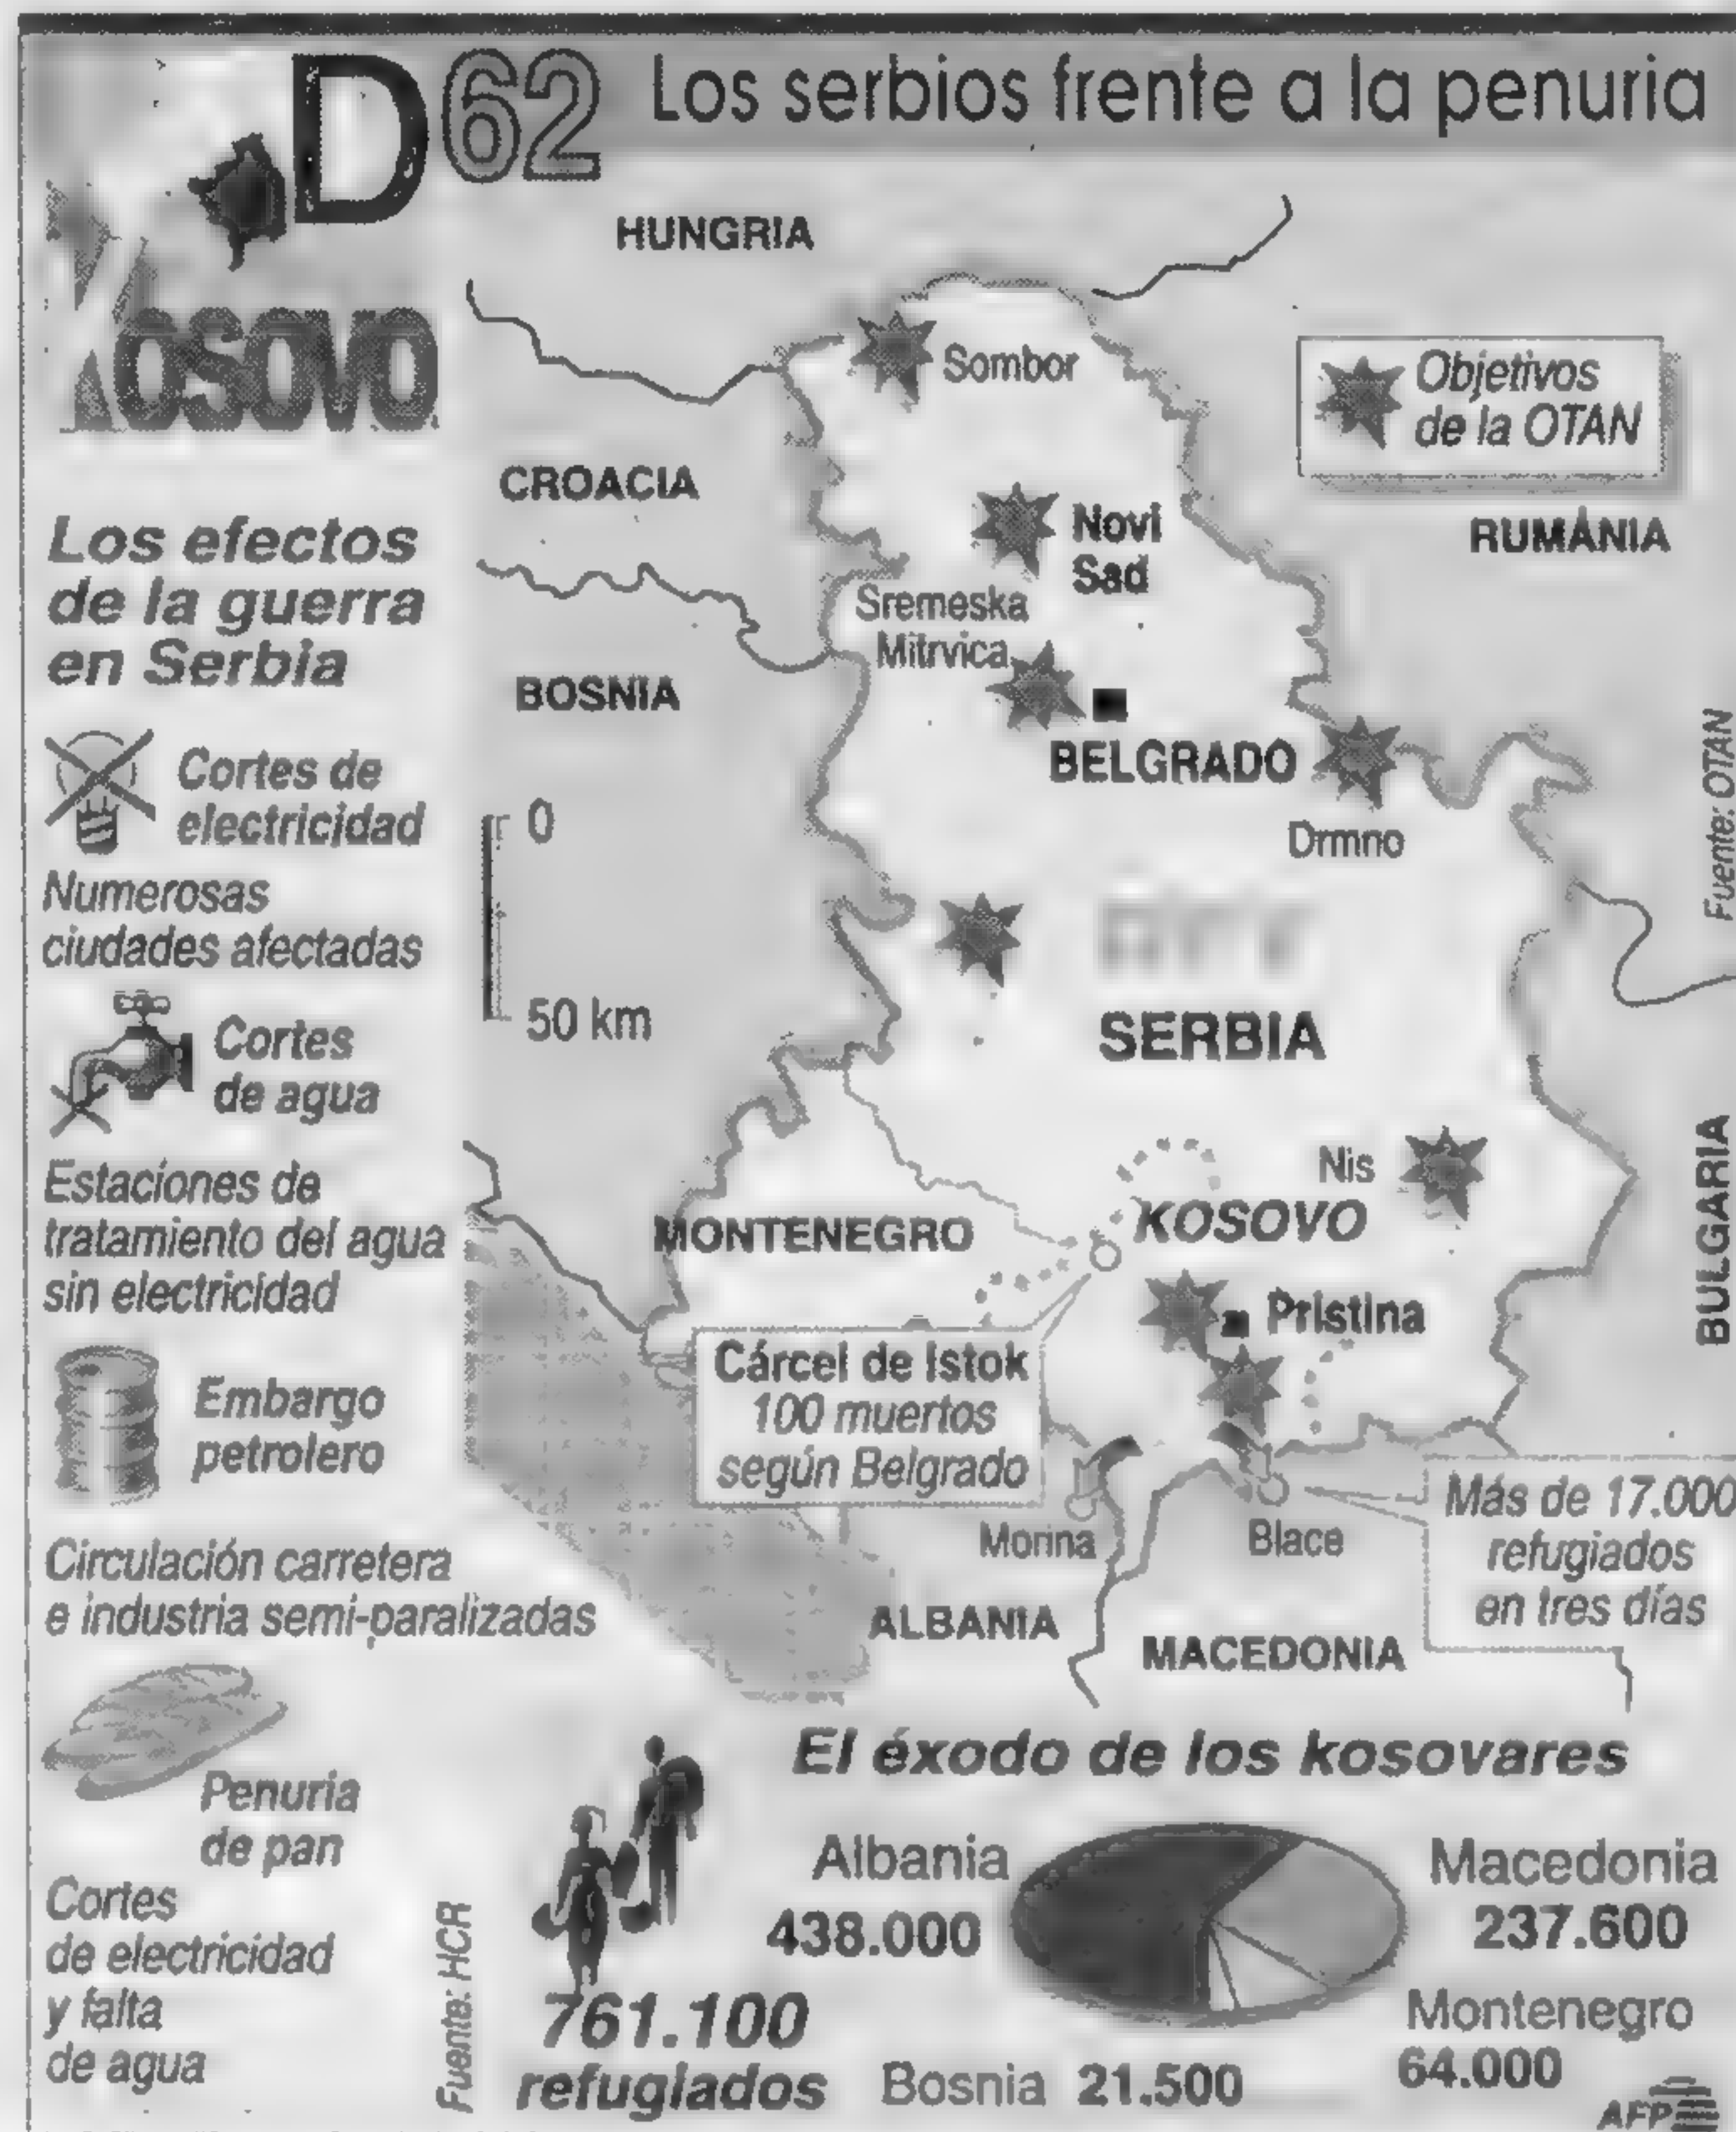 D62 Los serbios frente a la penuria
KOSOVO
Los efectos
de la guerra
en Serbia
Cortes de
electricidad
Numerosas
ciudades afectadas
Cortes
de agua
Estaciones de
tratamiento del agua
sin electricidad
Embargo
petrolero
Circulación carretera
e industria semi-paralizadas
Penuria
de pan
Cortes
de electricidad
y falta
de agua
HUNGRIA
Sombor
Objetivos
de la OTAN
CROACIA
Novi
Sad
RUMANIA
Sremeska
Mitrvica
BOSNIA
BELGRADO
Drmno
Fuente: OTAN
0
50 km
SERBIA
Nis
KOSOVO
MONTENEGRO
BULGARIA
Pristina
Cárcel de Istok
100 muertos
según Belgrado
Morina
Blace
Más de 17.000
refugiados
en tres días
ALBANIA
MACEDONIA
El éxodo de los kosovares
Albania
438.000
Macedonia
237.600
Montenegro
64.000
Bosnia 21.500
761.100
refugiados
Fuente: HCR
AFP